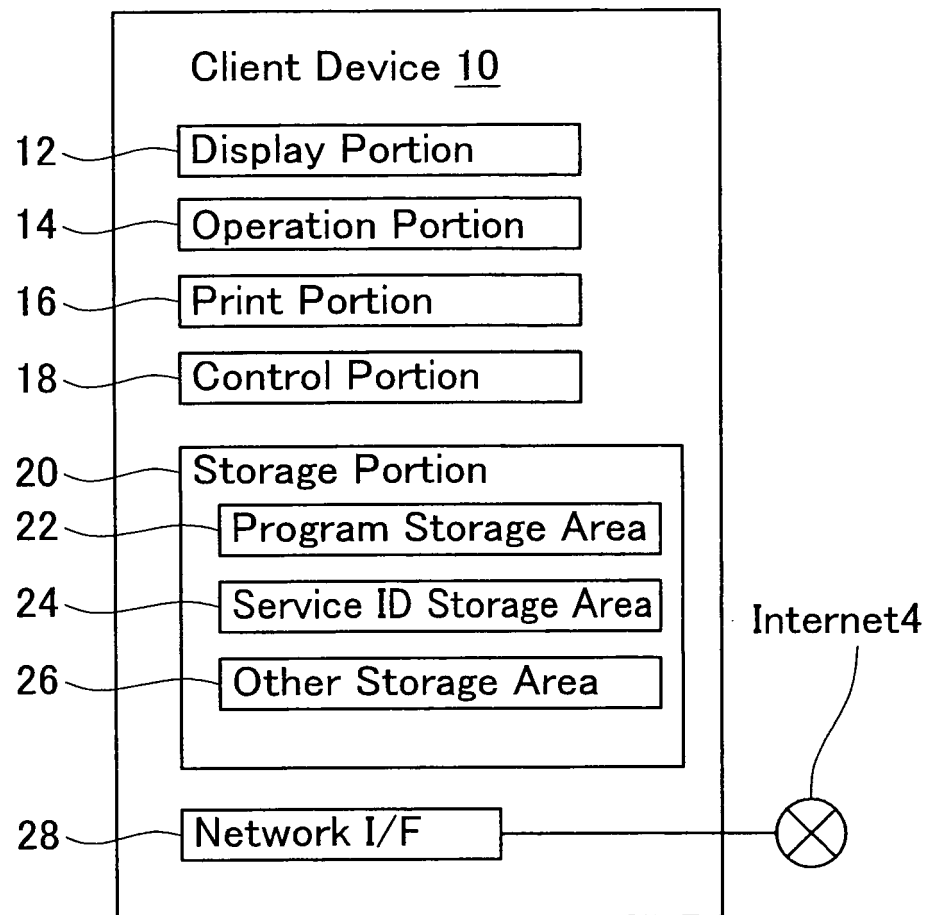 Client Device 10
12 Display Portion
14 Operation Portion
16 Print Portion
18 Control Portion
20 Storage Portion
22 Program Storage Area
24 Service ID Storage Area
Internet4
26 Other Storage Area
28 Network I/F